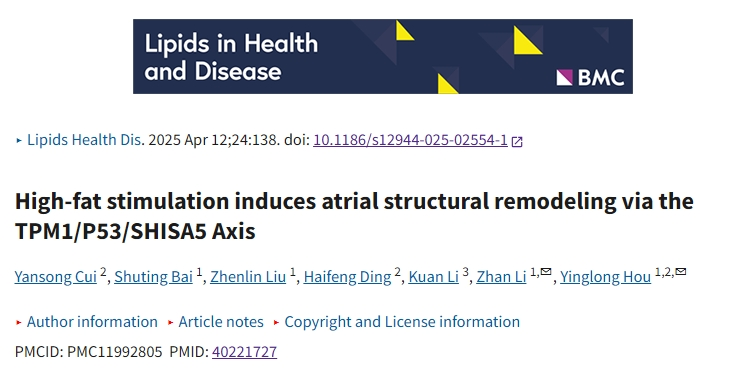 Lipids in Health
and Disease
BMC
▸ Lipids Health Dis. 2025 Apr 12;24:138. doi: 10.1186/s12944-025-02554-1
High-fat stimulation induces atrial structural remodeling via the
TPM1/P53/SHISA5 Axis
Yansong Cui 2, Shuting Bai 1, Zhenlin Liu 1, Haifeng Ding 2, Kuan Li 3, Zhan Li 1,✉, Yinglong Hou 1,2,✉
▸ Author information ▸ Article notes ▸ Copyright and License information
PMCID: PMC11992805 PMID: 40221727